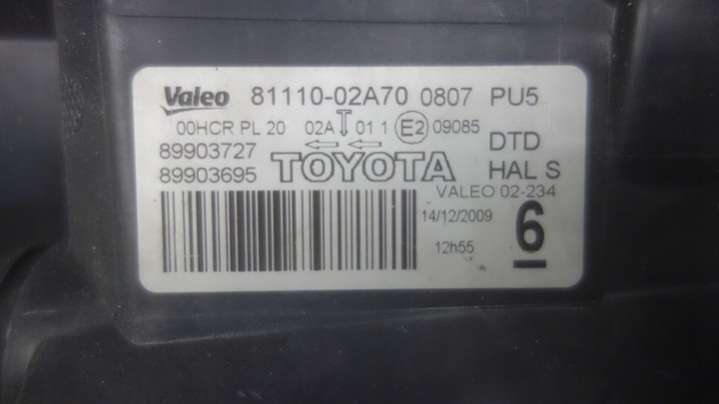 Valeo 81110-02A70 0807 PU5
00HCR PL 20 02A 01 1 E2 09085
89903727 DTD
89903695 TOYOTA HAL S
VALEO 02-234
14/12/2009
12h55
6